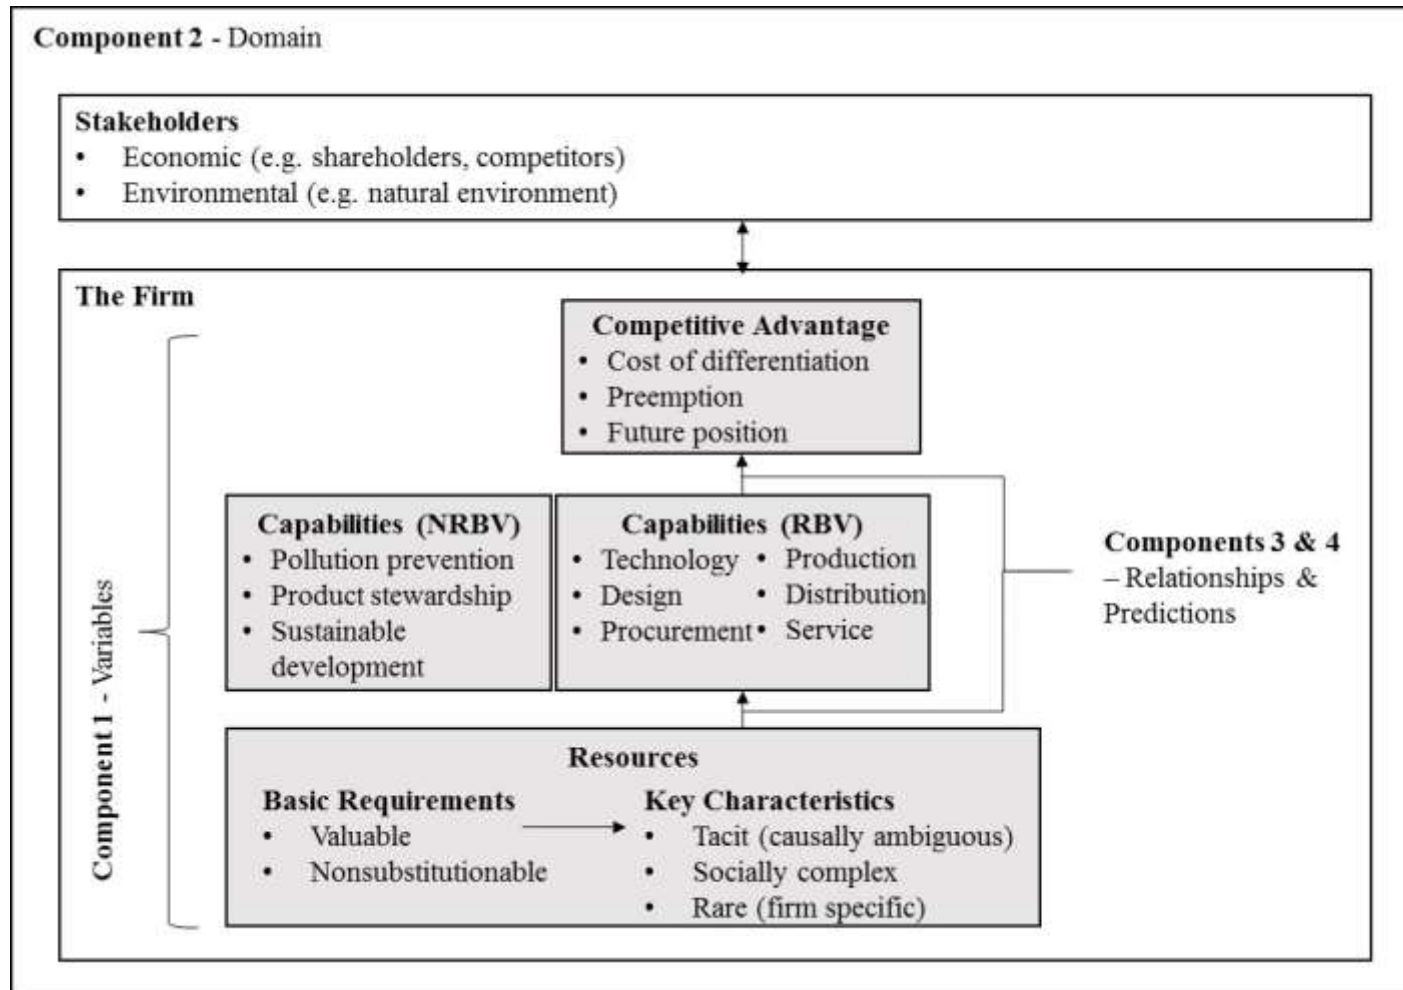 Component 2 - Domain
Stakeholders
• Economic (e.g. shareholders, competitors)
• Environmental (e.g. natural environment)
The Firm
Competitive Advantage
• Cost of differentiation
• Preemption
• Future position
Capabilities (NRBV)
• Pollution prevention
• Product stewardship
• Sustainable
development
Capabilities (RBV)
• Technology
• Design
• Procurement
• Production
• Distribution
• Service
Components 3 & 4
– Relationships &
Predictions
Component 1 - Variables
Resources
Basic Requirements
• Valuable
• Nonsubstitutionable
Key Characteristics
• Tacit (causally ambiguous)
• Socially complex
• Rare (firm specific)